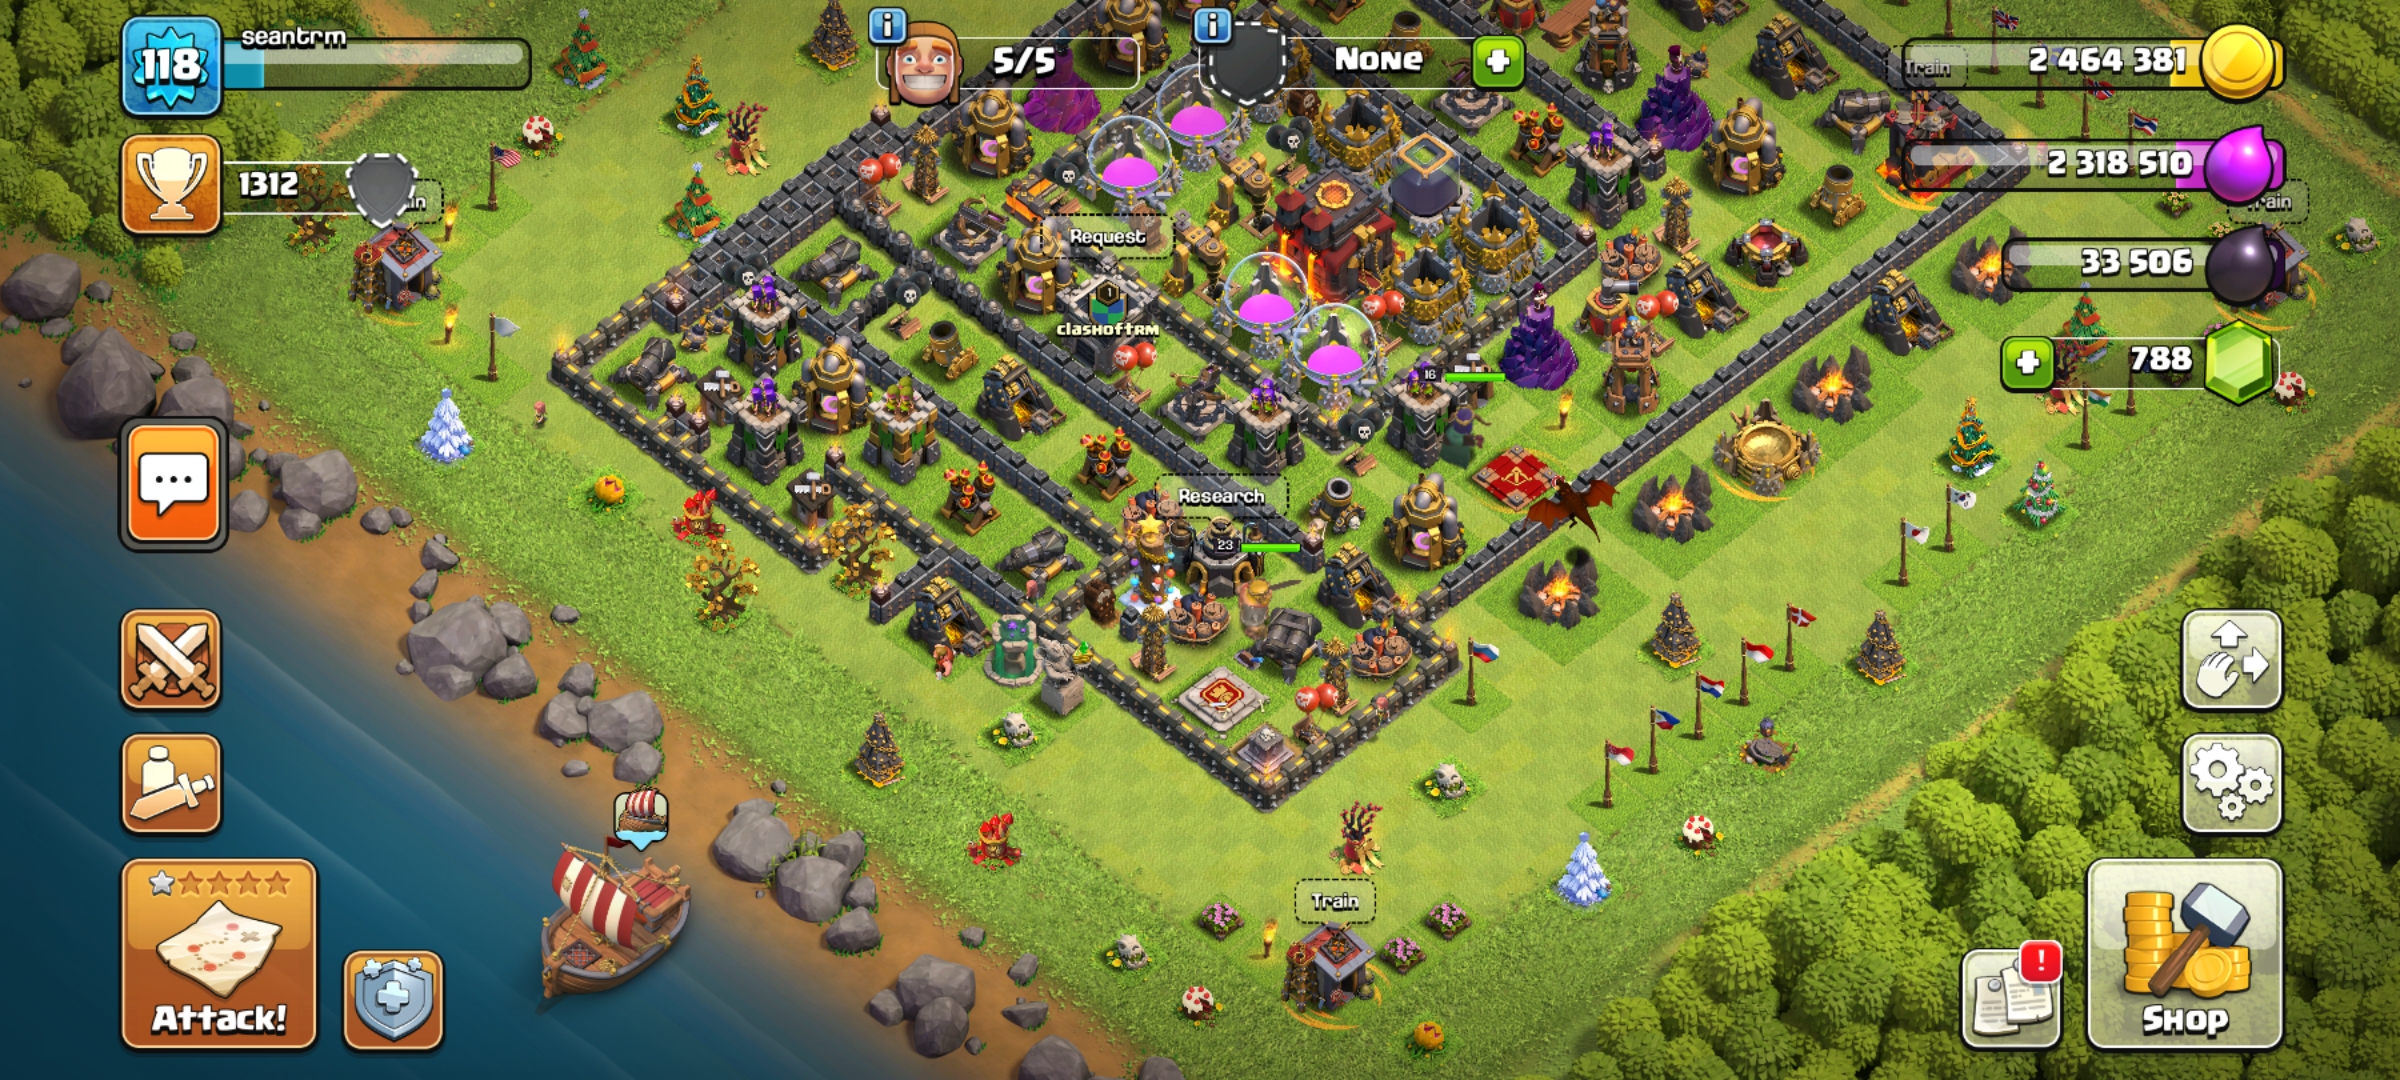 118
seantrm
5/5
None
2 464 381
Train
1312
2 318 510
33 506
788
Request
1
clashoftrm
16
Research
23
Train
Attack!
Shop
!